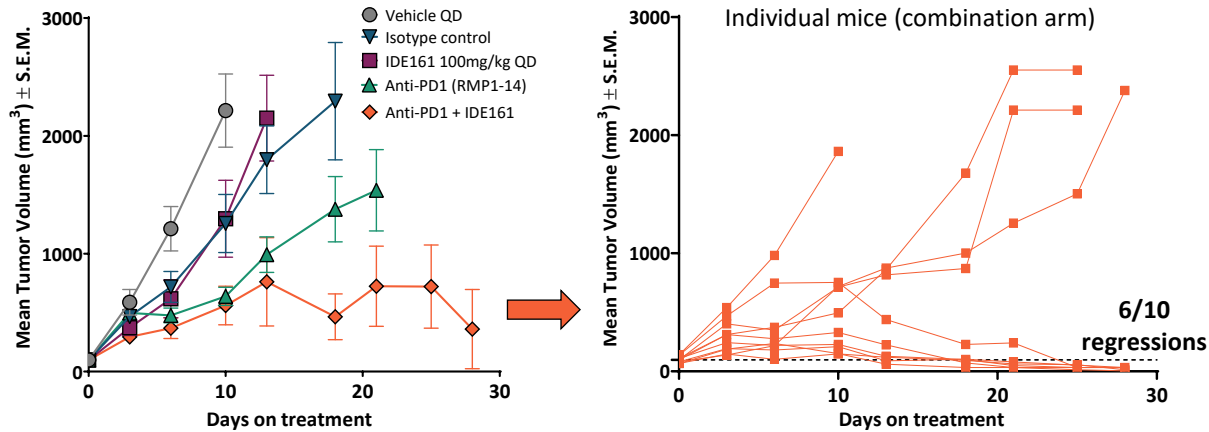 Mean Tumor Volume (mm³) ± S.E.M.
3000
2000
1000
0
0
10
20
30
Days on treatment
Vehicle QD
Isotype control
IDE161 100mg/kg QD
Anti-PD1 (RMP1-14)
Anti-PD1 + IDE161
Individual mice (combination arm)
Mean Tumor Volume (mm³) ± S.E.M.
3000
2000
1000
0
0
10
20
30
Days on treatment
6/10
regressions